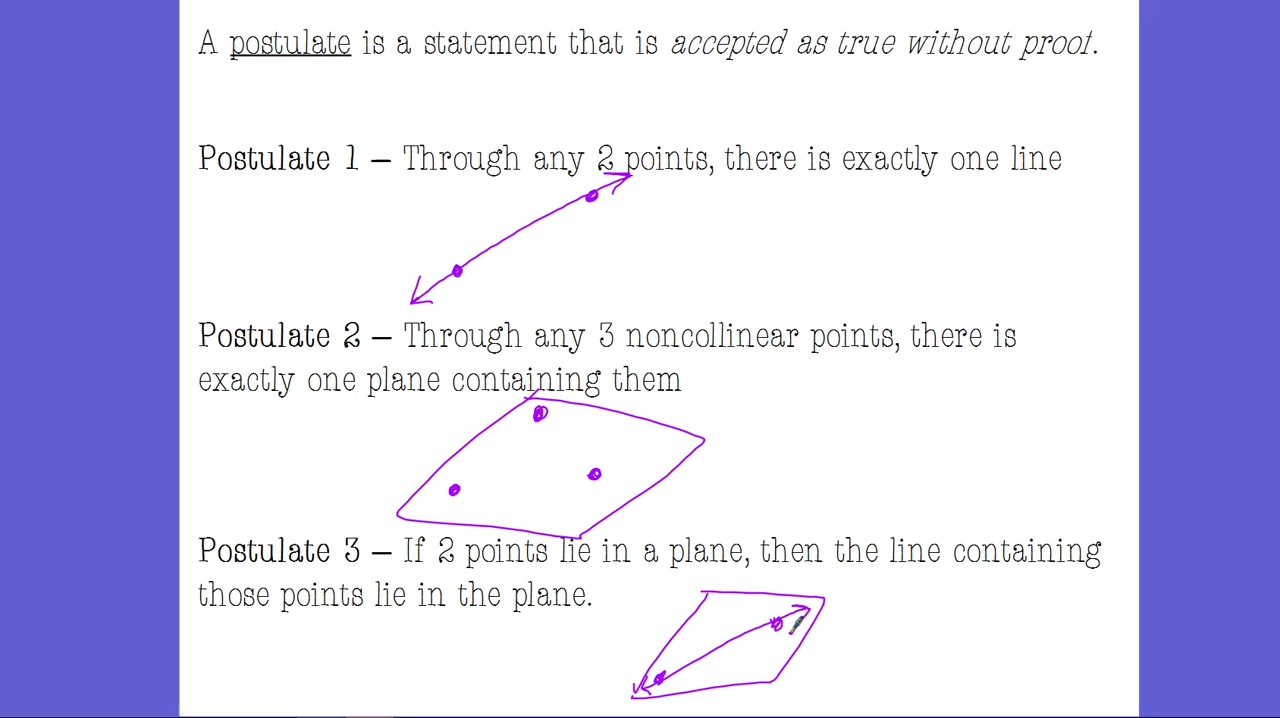 A postulate is a statement that is accepted as true without proof.
Postulate 1 – Through any 2 points, there is exactly one line
Postulate 2 – Through any 3 noncollinear points, there is
exactly one plane containing them
Postulate 3 – If 2 points lie in a plane, then the line containing
those points lie in the plane.